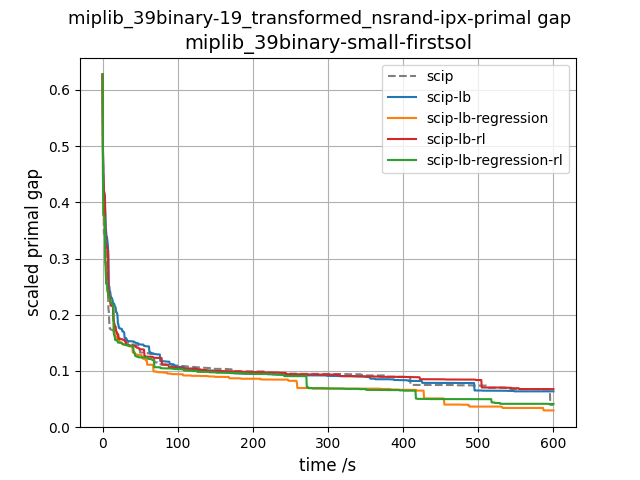 miplib_39binary-19_transformed_nsrand-ipx-primal gap
miplib_39binary-small-firstsol
scip
scip-lb
scip-lb-regression
scip-lb-rl
scip-lb-regression-rl
scaled primal gap
0.6
0.5
0.4
0.3
0.2
0.1
0.0
0 100 200 300 400 500 600
time /s